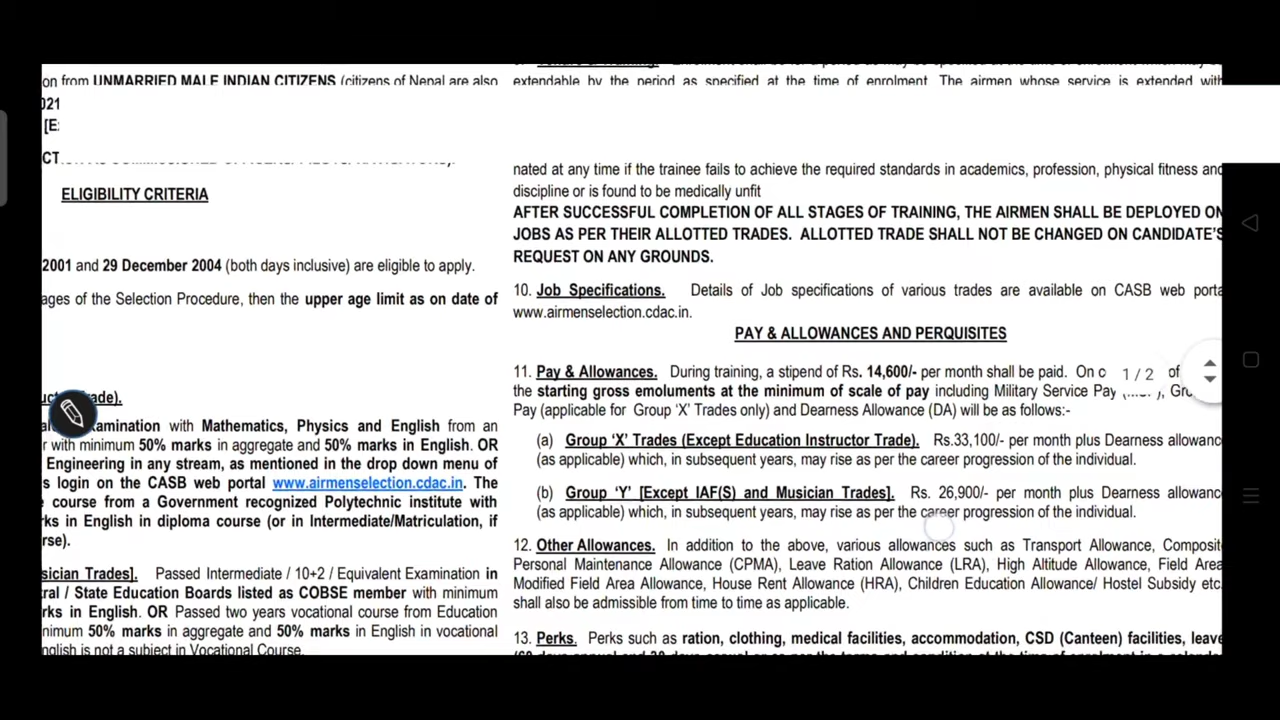 on from UNMARRIED MALE INDIAN CITIZENS (citizens of Nepal are also
021
[E
ELIGIBILITY CRITERIA
2001 and 29 December 2004 (both days inclusive) are eligible to apply.
ages of the Selection Procedure, then the upper age limit as on date of
amination with Mathematics, Physics and English from an
r with minimum 50% marks in aggregate and 50% marks in English. OR
Engineering in any stream, as mentioned in the drop down menu of
s login on the CASB web portal www.airmenselection.cdac.in. The
e course from a Government recognized Polytechnic institute with
rks in English in diploma course (or in Intermediate/Matriculation, if
rse).
sician Trades]. Passed Intermediate / 10+2 / Equivalent Examination in
tral / State Education Boards listed as COBSE member with minimum
rks in English. OR Passed two years vocational course from Education
nimum 50% marks in aggregate and 50% marks in English in vocational
nglish is not a subject in Vocational Course.
extendable by the period as specified at the time of enrolment. The airmen whose service is extended with
nated at any time if the trainee fails to achieve the required standards in academics, profession, physical fitness and
discipline or is found to be medically unfit
AFTER SUCCESSFUL COMPLETION OF ALL STAGES OF TRAINING, THE AIRMEN SHALL BE DEPLOYED ON
JOBS AS PER THEIR ALLOTTED TRADES. ALLOTTED TRADE SHALL NOT BE CHANGED ON CANDIDATE'S
REQUEST ON ANY GROUNDS.
10. Job Specifications. Details of Job specifications of various trades are available on CASB web porta
www.airmenselection.cdac.in.
PAY & ALLOWANCES AND PERQUISITES
11. Pay & Allowances. During training, a stipend of Rs. 14,600/- per month shall be paid. On c of
the starting gross emoluments at the minimum of scale of pay including Military Service Pay
Pay (applicable for Group 'X' Trades only) and Dearness Allowance (DA) will be as follows:-
1 / 2
(a) Group 'X' Trades (Except Education Instructor Trade). Rs.33,100/- per month plus Dearness allowanc
(as applicable) which, in subsequent years, may rise as per the career progression of the individual.
(b) Group 'Y' [Except IAF(S) and Musician Trades]. Rs. 26,900/- per month plus Dearness allowanc
(as applicable) which, in subsequent years, may rise as per the career progression of the individual.
12. Other Allowances. In addition to the above, various allowances such as Transport Allowance, Composit
Personal Maintenance Allowance (CPMA), Leave Ration Allowance (LRA), High Altitude Allowance, Field Area
Modified Field Area Allowance, House Rent Allowance (HRA), Children Education Allowance/ Hostel Subsidy etc
shall also be admissible from time to time as applicable.
13. Perks. Perks such as ration, clothing, medical facilities, accommodation, CSD (Canteen) facilities, leave